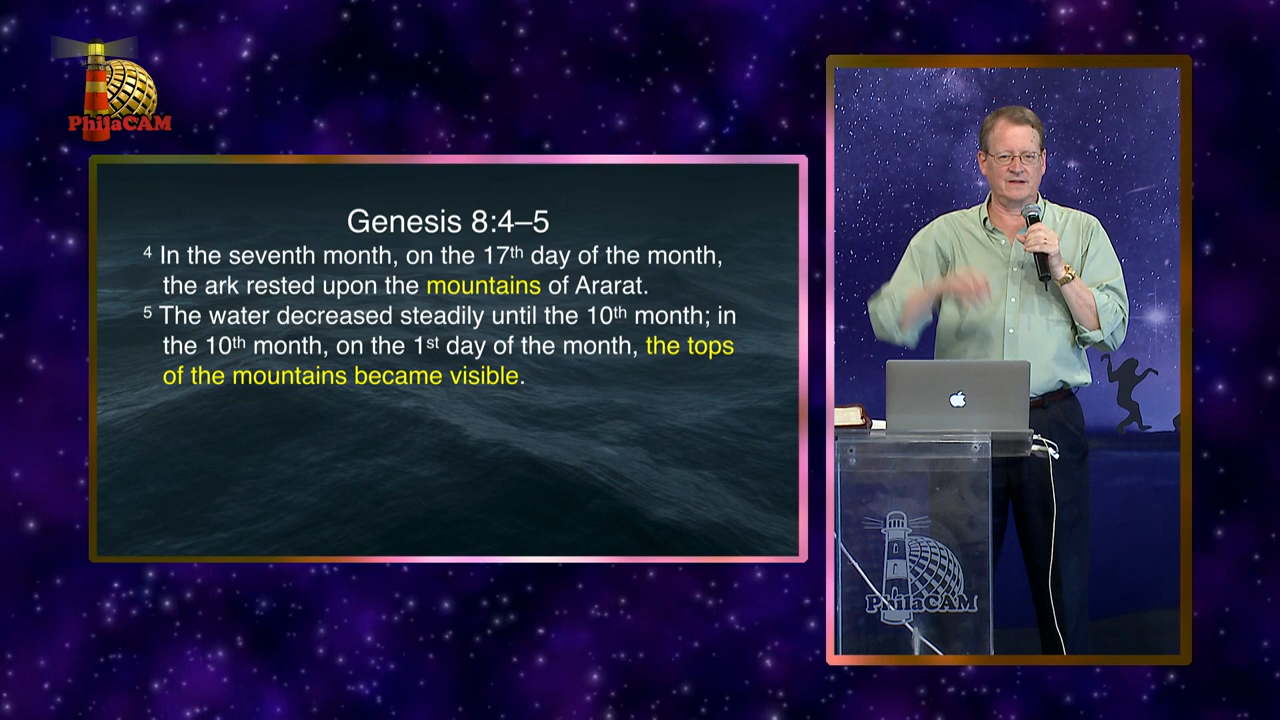 PhilaCAM
Genesis 8:4–5
4 In the seventh month, on the 17th day of the month,
the ark rested upon the mountains of Ararat.
5 The water decreased steadily until the 10th month; in
the 10th month, on the 1st day of the month, the tops
of the mountains became visible.
PhilaCAM